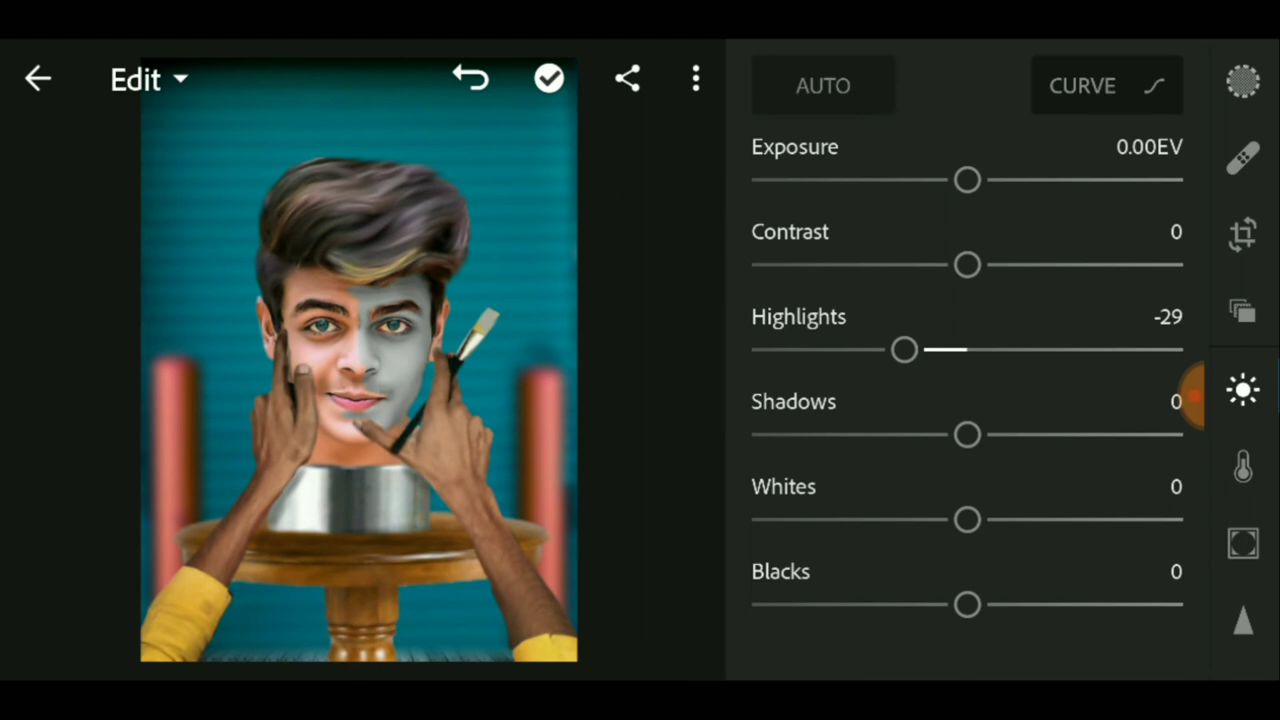 Edit
AUTO
CURVE
Exposure 0.00EV
Contrast 0
Highlights -29
Shadows 0
Whites 0
Blacks 0